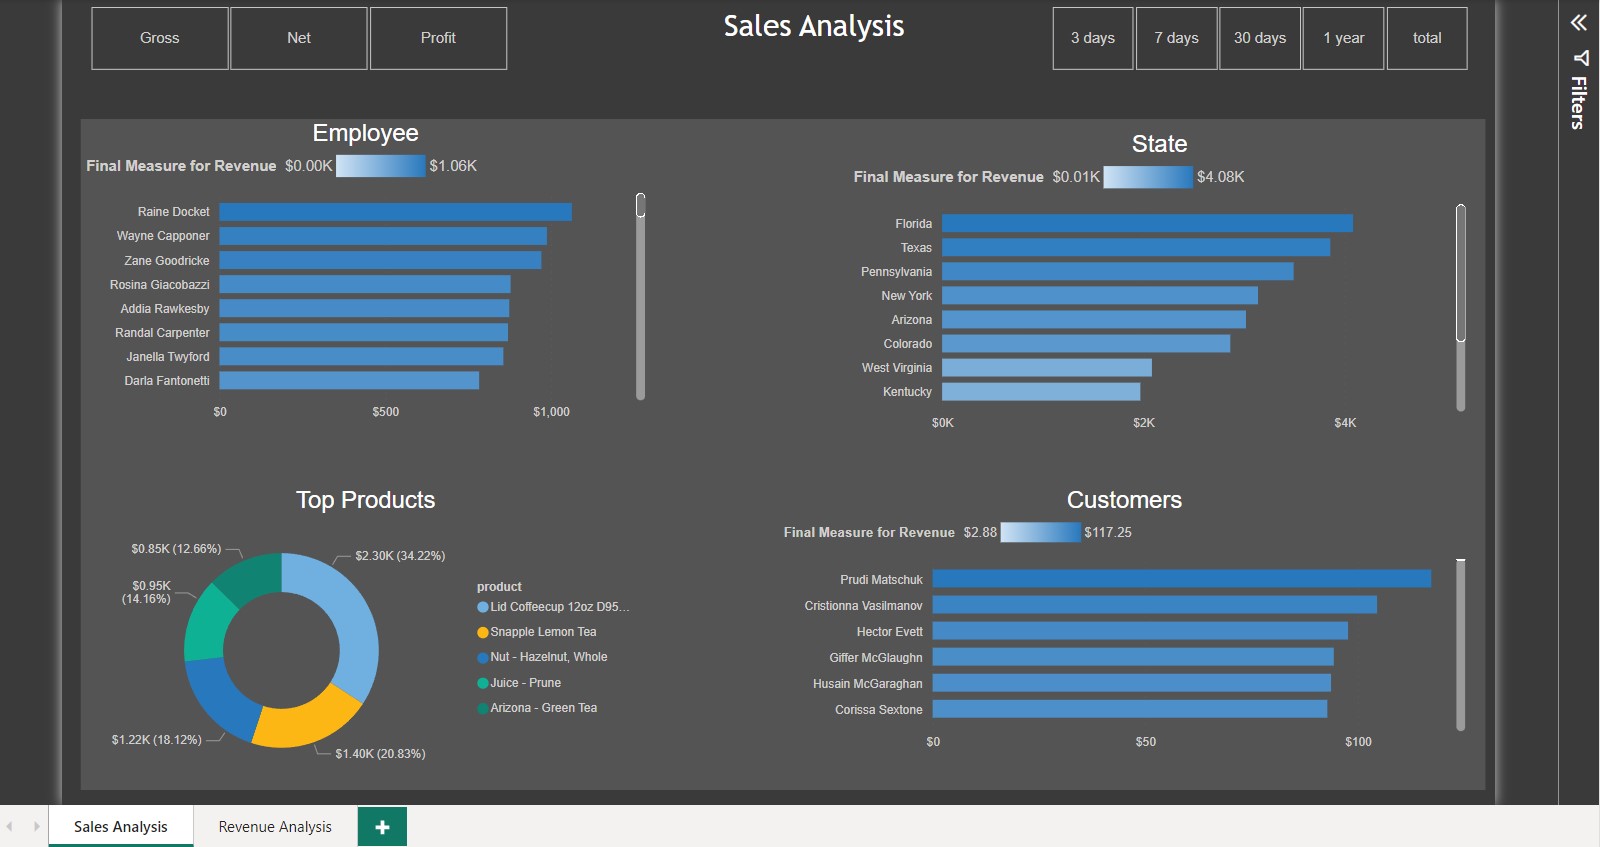 Gross
Net
Profit
Sales Analysis
3 days
7 days
30 days
1 year
total
Filters
Employee
Final Measure for Revenue $0.00K $1.06K
Raine Docket
Wayne Capponer
Zane Goodricke
Rosina Giacobazzi
Addia Rawkesby
Randal Carpenter
Janella Twyford
Darla Fantonetti
$0 $500 $1,000
State
Final Measure for Revenue $0.01K $4.08K
Florida
Texas
Pennsylvania
New York
Arizona
Colorado
West Virginia
Kentucky
$0K $2K $4K
Top Products
$0.85K (12.66%)
$2.30K (34.22%)
$0.95K
(14.16%)
$1.22K (18.12%)
$1.40K (20.83%)
product
Lid Coffeecup 12oz D95...
Snapple Lemon Tea
Nut - Hazelnut, Whole
Juice - Prune
Arizona - Green Tea
Customers
Final Measure for Revenue $2.88 $117.25
Prudi Matschuk
Cristionna Vasilmanov
Hector Evett
Giffer McGlaughn
Husain McGaraghan
Corissa Sextone
$0 $50 $100
Sales Analysis
Revenue Analysis